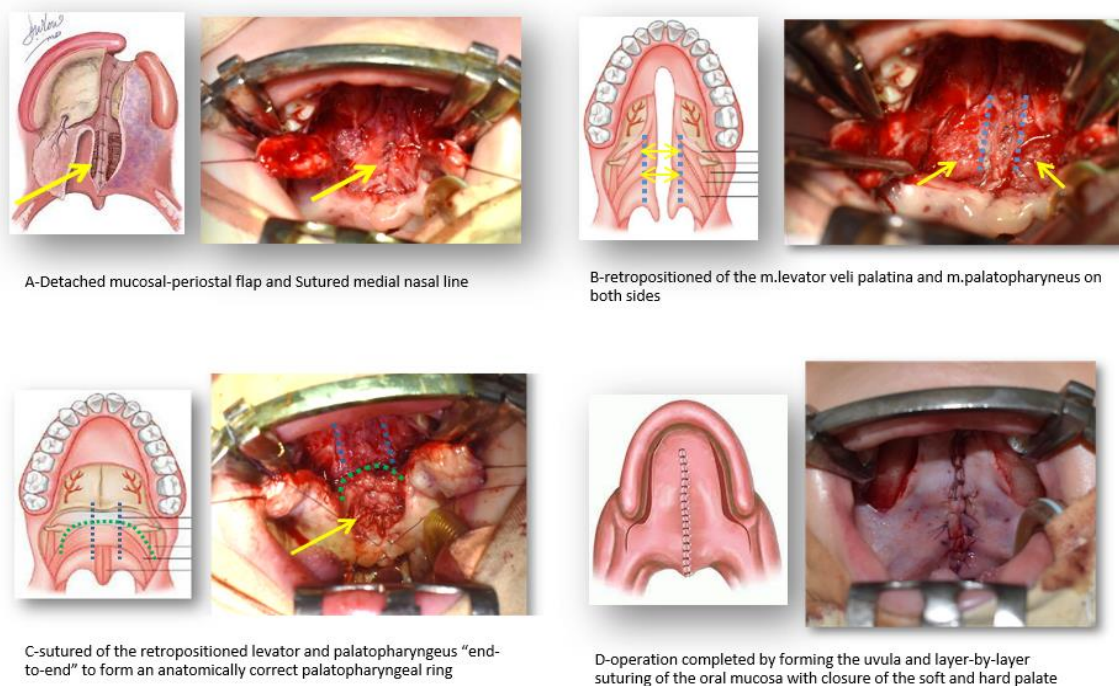 A-Detached mucosal-periostal flap and Sutured medial nasal line
B-retropositioned of the m.levator veli palatina and m.palatopharyneus on
both sides
C-sutured of the retropositioned levator and palatopharyngeus “end-
to-end” to form an anatomically correct palatopharyngeal ring
D-operation completed by forming the uvula and layer-by-layer
suturing of the oral mucosa with closure of the soft and hard palate